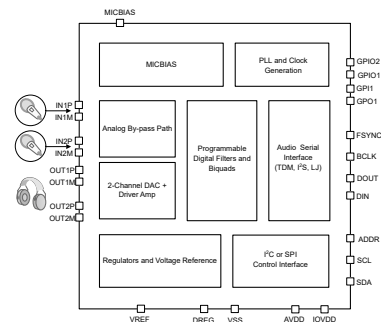 MICBIAS
MICBIAS
PLL and Clock
Generation
GPIO2
GPIO1
GPI1
GPO1
IN1P
IN1M
IN2P
IN2M
OUT1P
OUT1M
OUT2P
OUT2M
Analog By-pass Path
2-Channel DAC +
Driver Amp
Programmable
Digital Filters and
Biquads
Audio Serial
Interface
(TDM, I²S, LJ)
FSYNC
BCLK
DOUT
DIN
Regulators and Voltage Reference
I²C or SPI
Control Interface
ADDR
SCL
SDA
VREF
DREG
VSS
AVDD
IOVDD